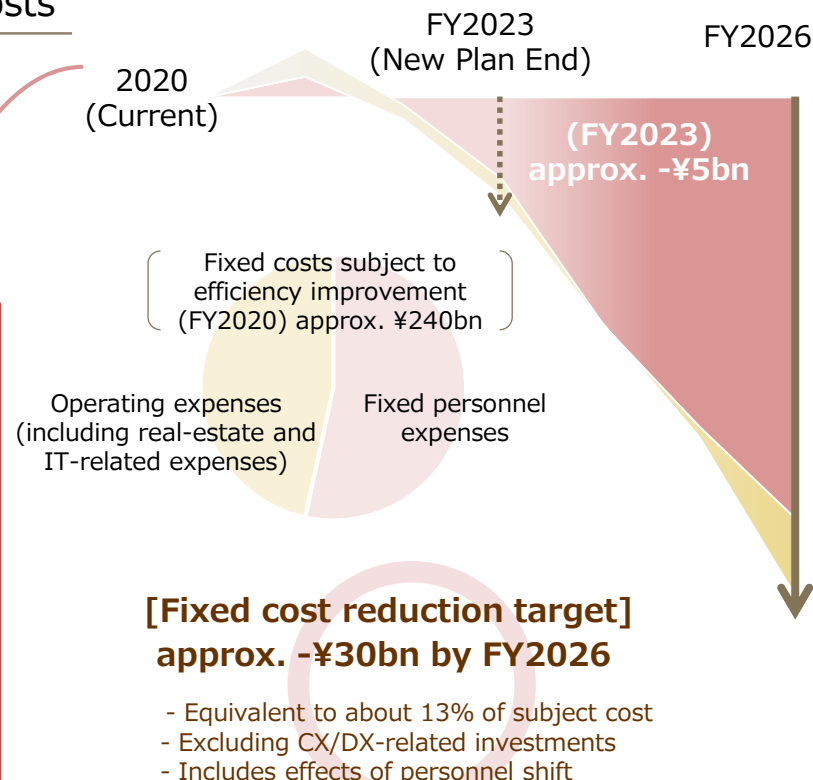 2020
(Current)
FY2023
(New Plan End)
FY2026
(FY2023)
approx. -¥5bn
Fixed costs subject to
efficiency improvement
(FY2020) approx. ¥240bn
Operating expenses
(including real-estate and
IT-related expenses)
Fixed personnel
expenses
[Fixed cost reduction target]
approx. -¥30bn by FY2026
- Equivalent to about 13% of subject cost
- Excluding CX/DX-related investments
- Includes effects of personnel shift